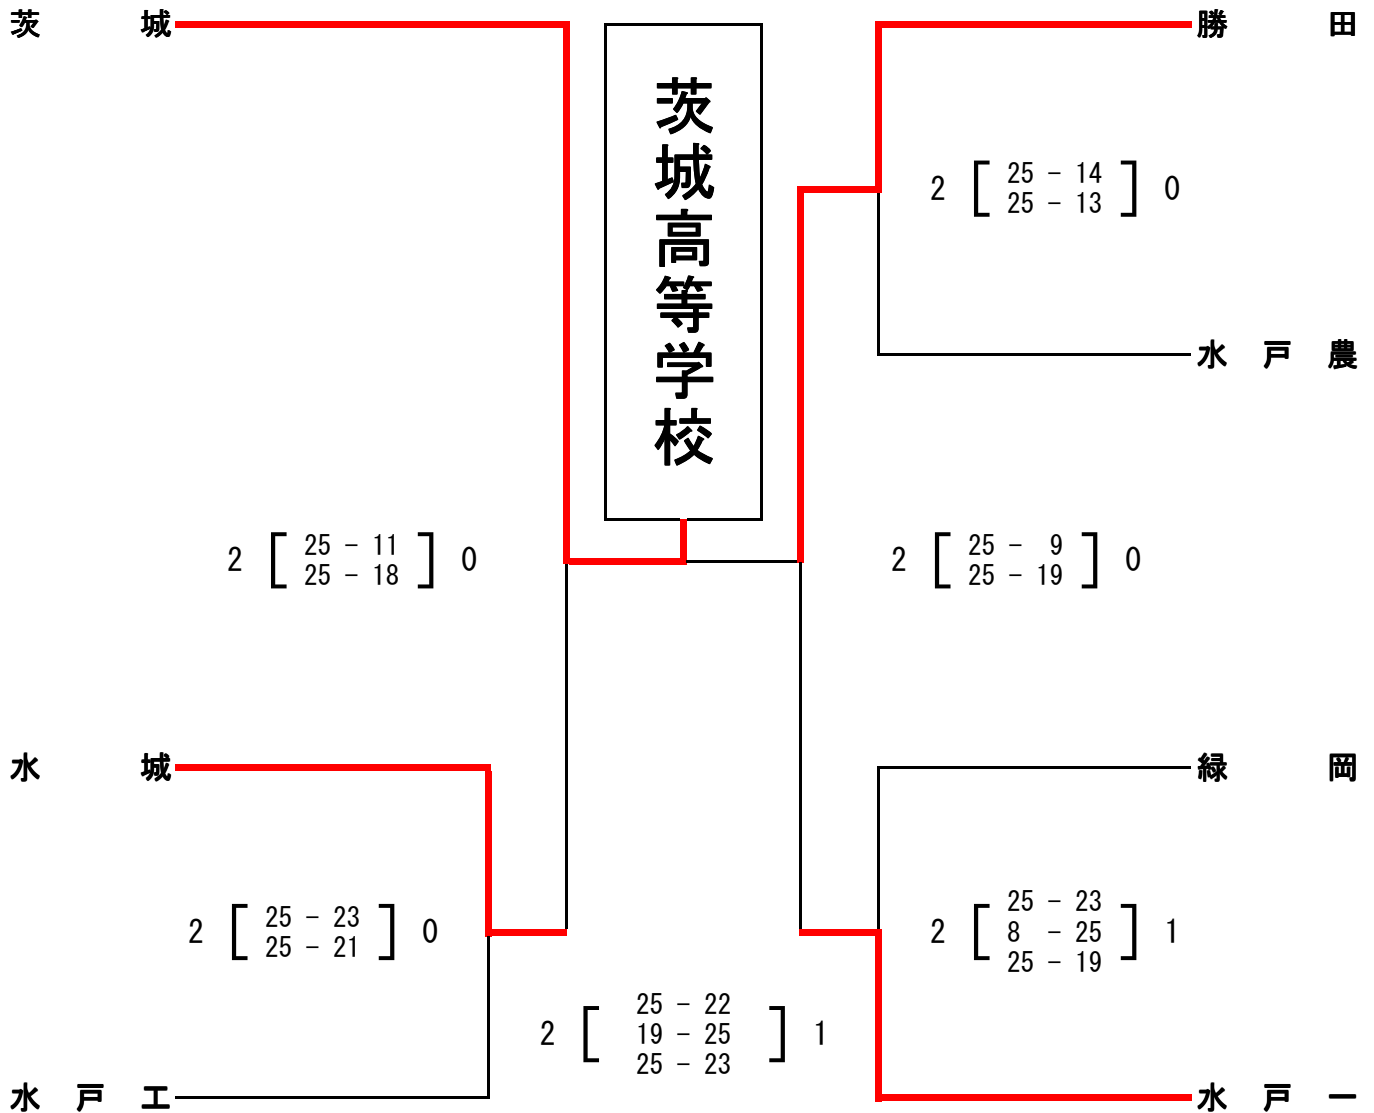 茨 城
勝 田
茨城高等学校
2 [ 25 - 14 ] 0
25 - 13
水 戸 農
2 [ 25 - 11 ] 0
25 - 18
2 [ 25 - 9 ] 0
25 - 19
水 城
緑 岡
2 [ 25 - 23 ] 0
25 - 21
2 [ 25 - 23 ] 1
8 - 25
25 - 19
2 [ 25 - 22 ] 1
19 - 25
25 - 23
水 戸 工
水 戸 一